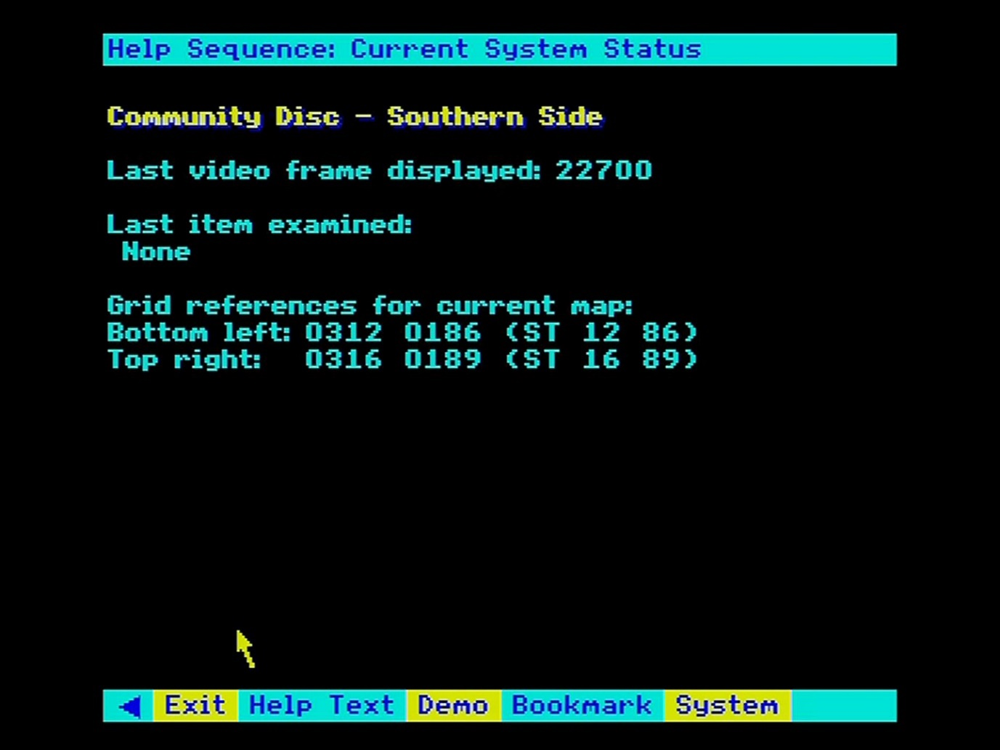 Help Sequence: Current System Status
Community Disc - Southern Side
Last video frame displayed: 22700
Last item examined:
None
Grid references for current map:
Bottom left: 0312 0186 (ST 12 86)
Top right: 0316 0189 (ST 16 89)
Exit Help Text Demo Bookmark System